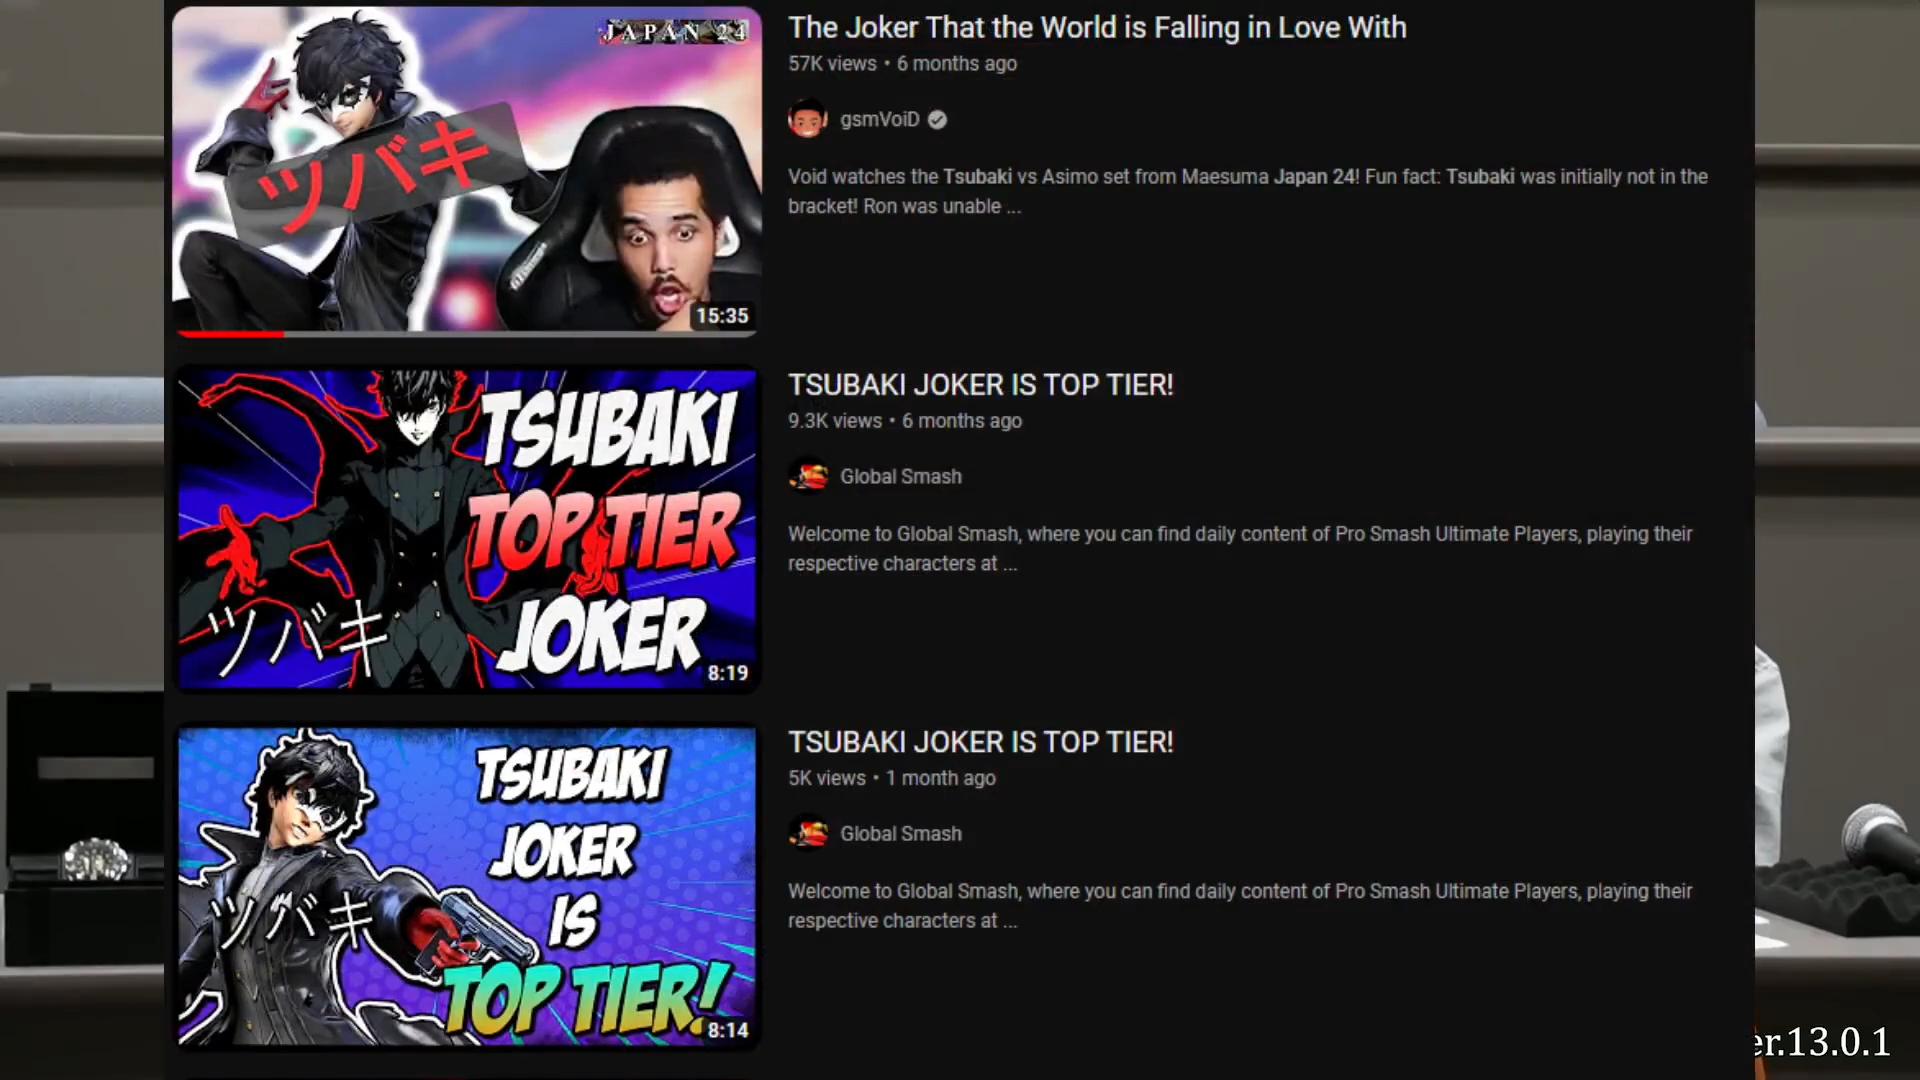 JAPAN 24
ツバキ
15:35
The Joker That the World is Falling in Love With
57K views • 6 months ago
gsmVoiD
Void watches the Tsubaki vs Asimo set from Maesuma Japan 24! Fun fact: Tsubaki was initially not in the
bracket! Ron was unable ...
TSUBAKI
TOP TIER
JOKER
ツバキ
8:19
TSUBAKI JOKER IS TOP TIER!
9.3K views • 6 months ago
Global Smash
Welcome to Global Smash, where you can find daily content of Pro Smash Ultimate Players, playing their
respective characters at ...
TSUBAKI
JOKER
IS
TOP TIER!
ツバキ
8:14
TSUBAKI JOKER IS TOP TIER!
5K views • 1 month ago
Global Smash
Welcome to Global Smash, where you can find daily content of Pro Smash Ultimate Players, playing their
respective characters at ...
er.13.0.1